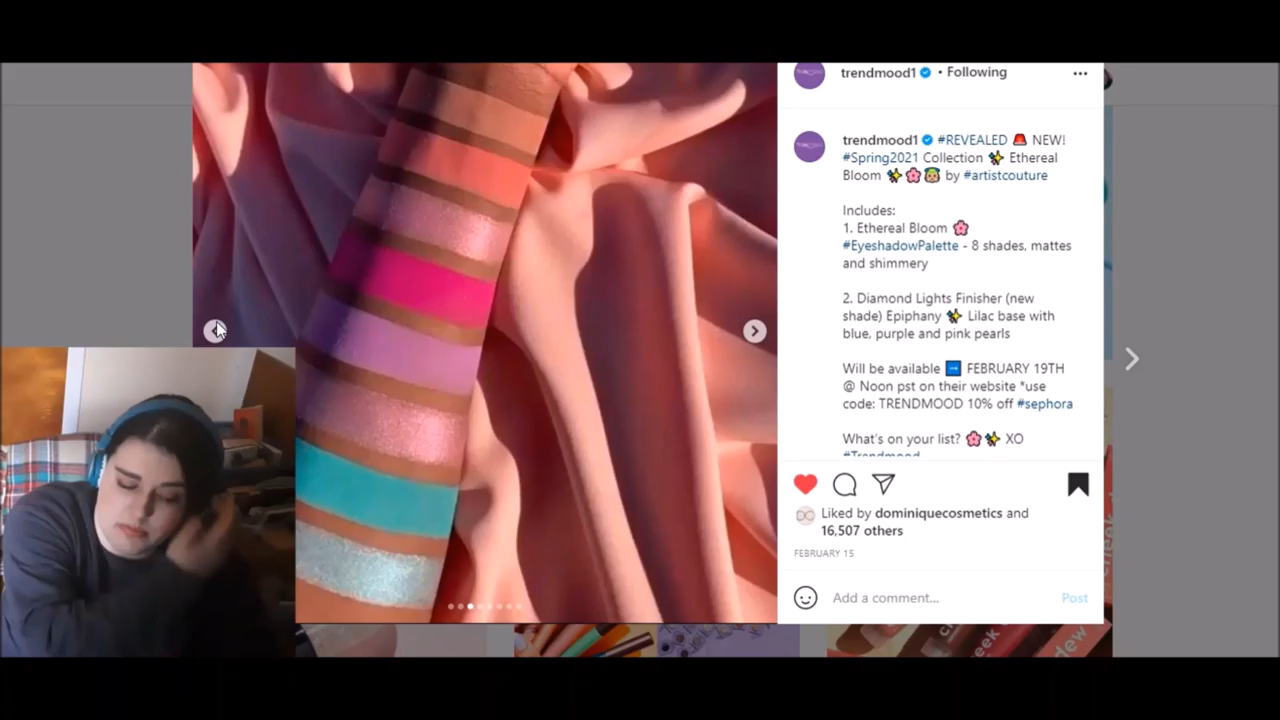 trendmood1 • Following
trendmood1 #REVEALED 🚨 NEW!
#Spring2021 Collection ✨ Ethereal
Bloom ✨🌸 by #artistcouture
Includes:
1. Ethereal Bloom 🌸
#EyeshadowPalette - 8 shades, mattes
and shimmery
2. Diamond Lights Finisher (new
shade) Epiphany ✨ Lilac base with
blue, purple and pink pearls
Will be available ➡️ FEBRUARY 19TH
@ Noon pst on their website *use
code: TRENDMOOD 10% off #sephora
What's on your list? 🌸✨ XO
#Trendmood
Liked by dominiquecosmetics and
16,507 others
FEBRUARY 15
Add a comment... Post
cheek
dew